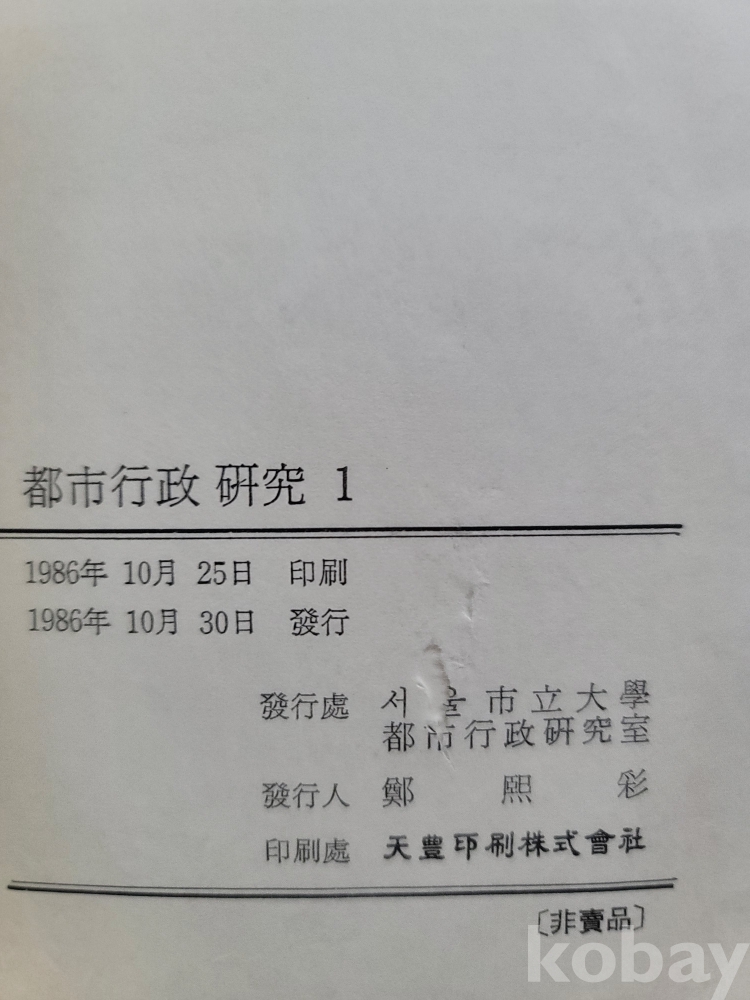 都市行政 硏究 1
1986年 10月 25日 印刷
1986年 10月 30日 發行
發行處 서울市立大學
都市行政硏究室
發行人 鄭熙彩
印刷處 天豊印刷株式會社
〔非賣品〕
kobay